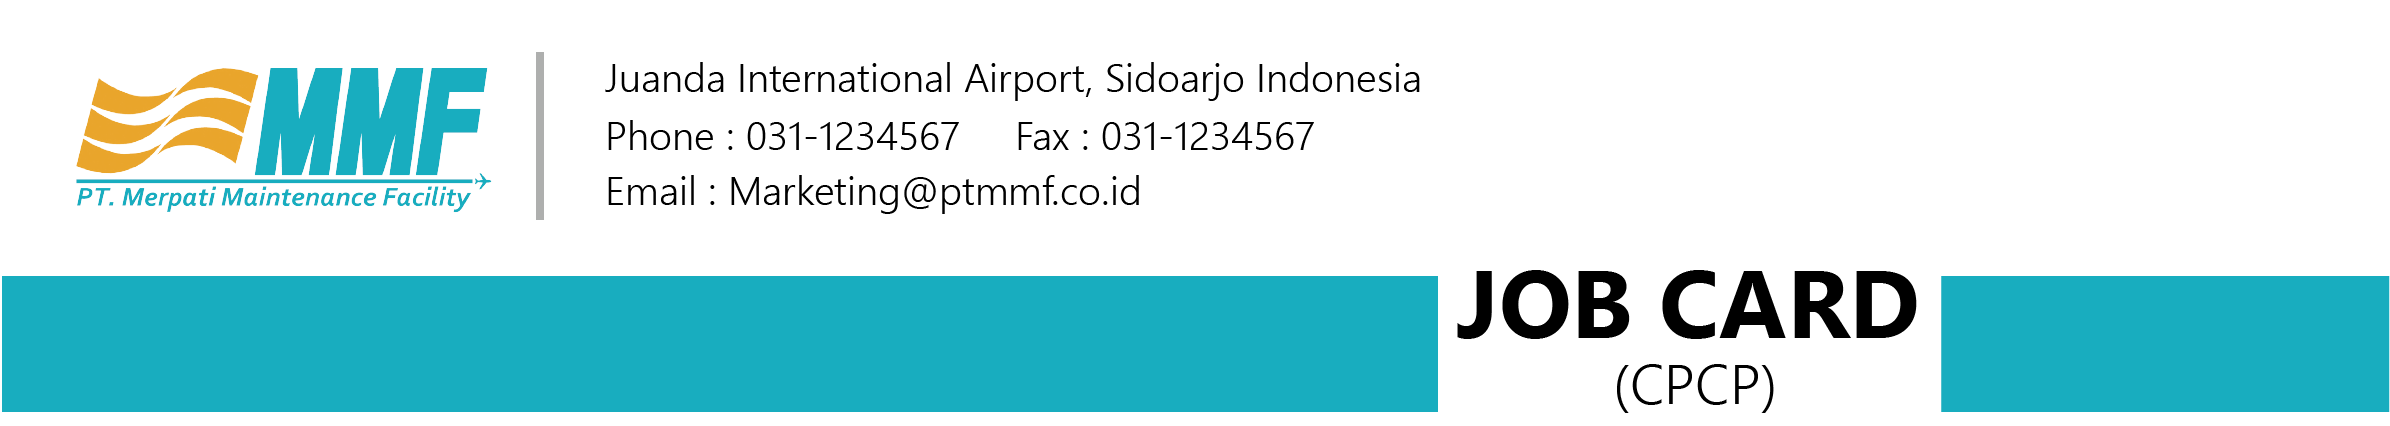 MMF
PT. Merpati Maintenance Facility
Juanda International Airport, Sidoarjo Indonesia
Phone : 031-1234567 Fax : 031-1234567
Email : Marketing@ptmmf.co.id
JOB CARD
(CPCP)